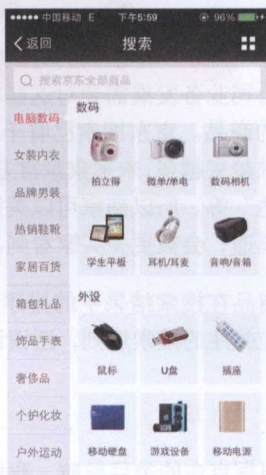 中国移动 E 下午5:59 96%
返回 搜索
搜索京东全部商品
电脑数码
女装内衣
品牌男装
热销鞋靴
家居百货
箱包礼品
饰品手表
奢侈品
个护化妆
户外运动
数码
拍立得 微单/单电 数码相机
学生平板 耳机/耳麦 音响/音箱
外设
鼠标 U盘 插座
移动硬盘 游戏设备 移动电源